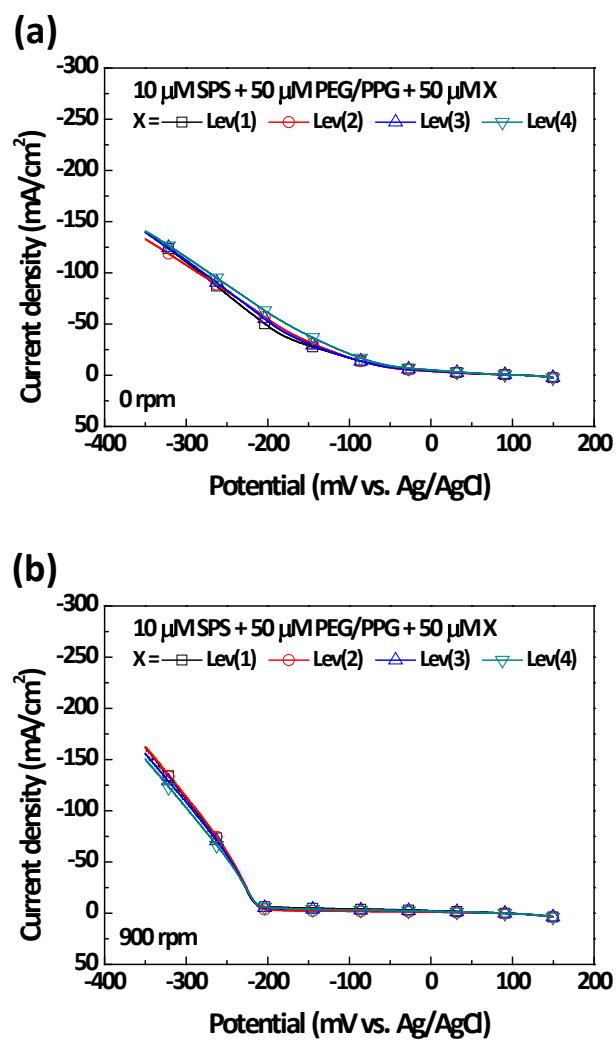 (a)
-300
-250
-200
-150
-100
-50
0
50
10 μM SPS + 50 μM PEG/PPG + 50 μM X
X = Lev(1) Lev(2) Lev(3) Lev(4)
0 rpm
Current density (mA/cm²)
-400 -300 -200 -100 0 100 200
Potential (mV vs. Ag/AgCl)
(b)
-300
-250
-200
-150
-100
-50
0
50
10 μM SPS + 50 μM PEG/PPG + 50 μM X
X = Lev(1) Lev(2) Lev(3) Lev(4)
900 rpm
Current density (mA/cm²)
-400 -300 -200 -100 0 100 200
Potential (mV vs. Ag/AgCl)